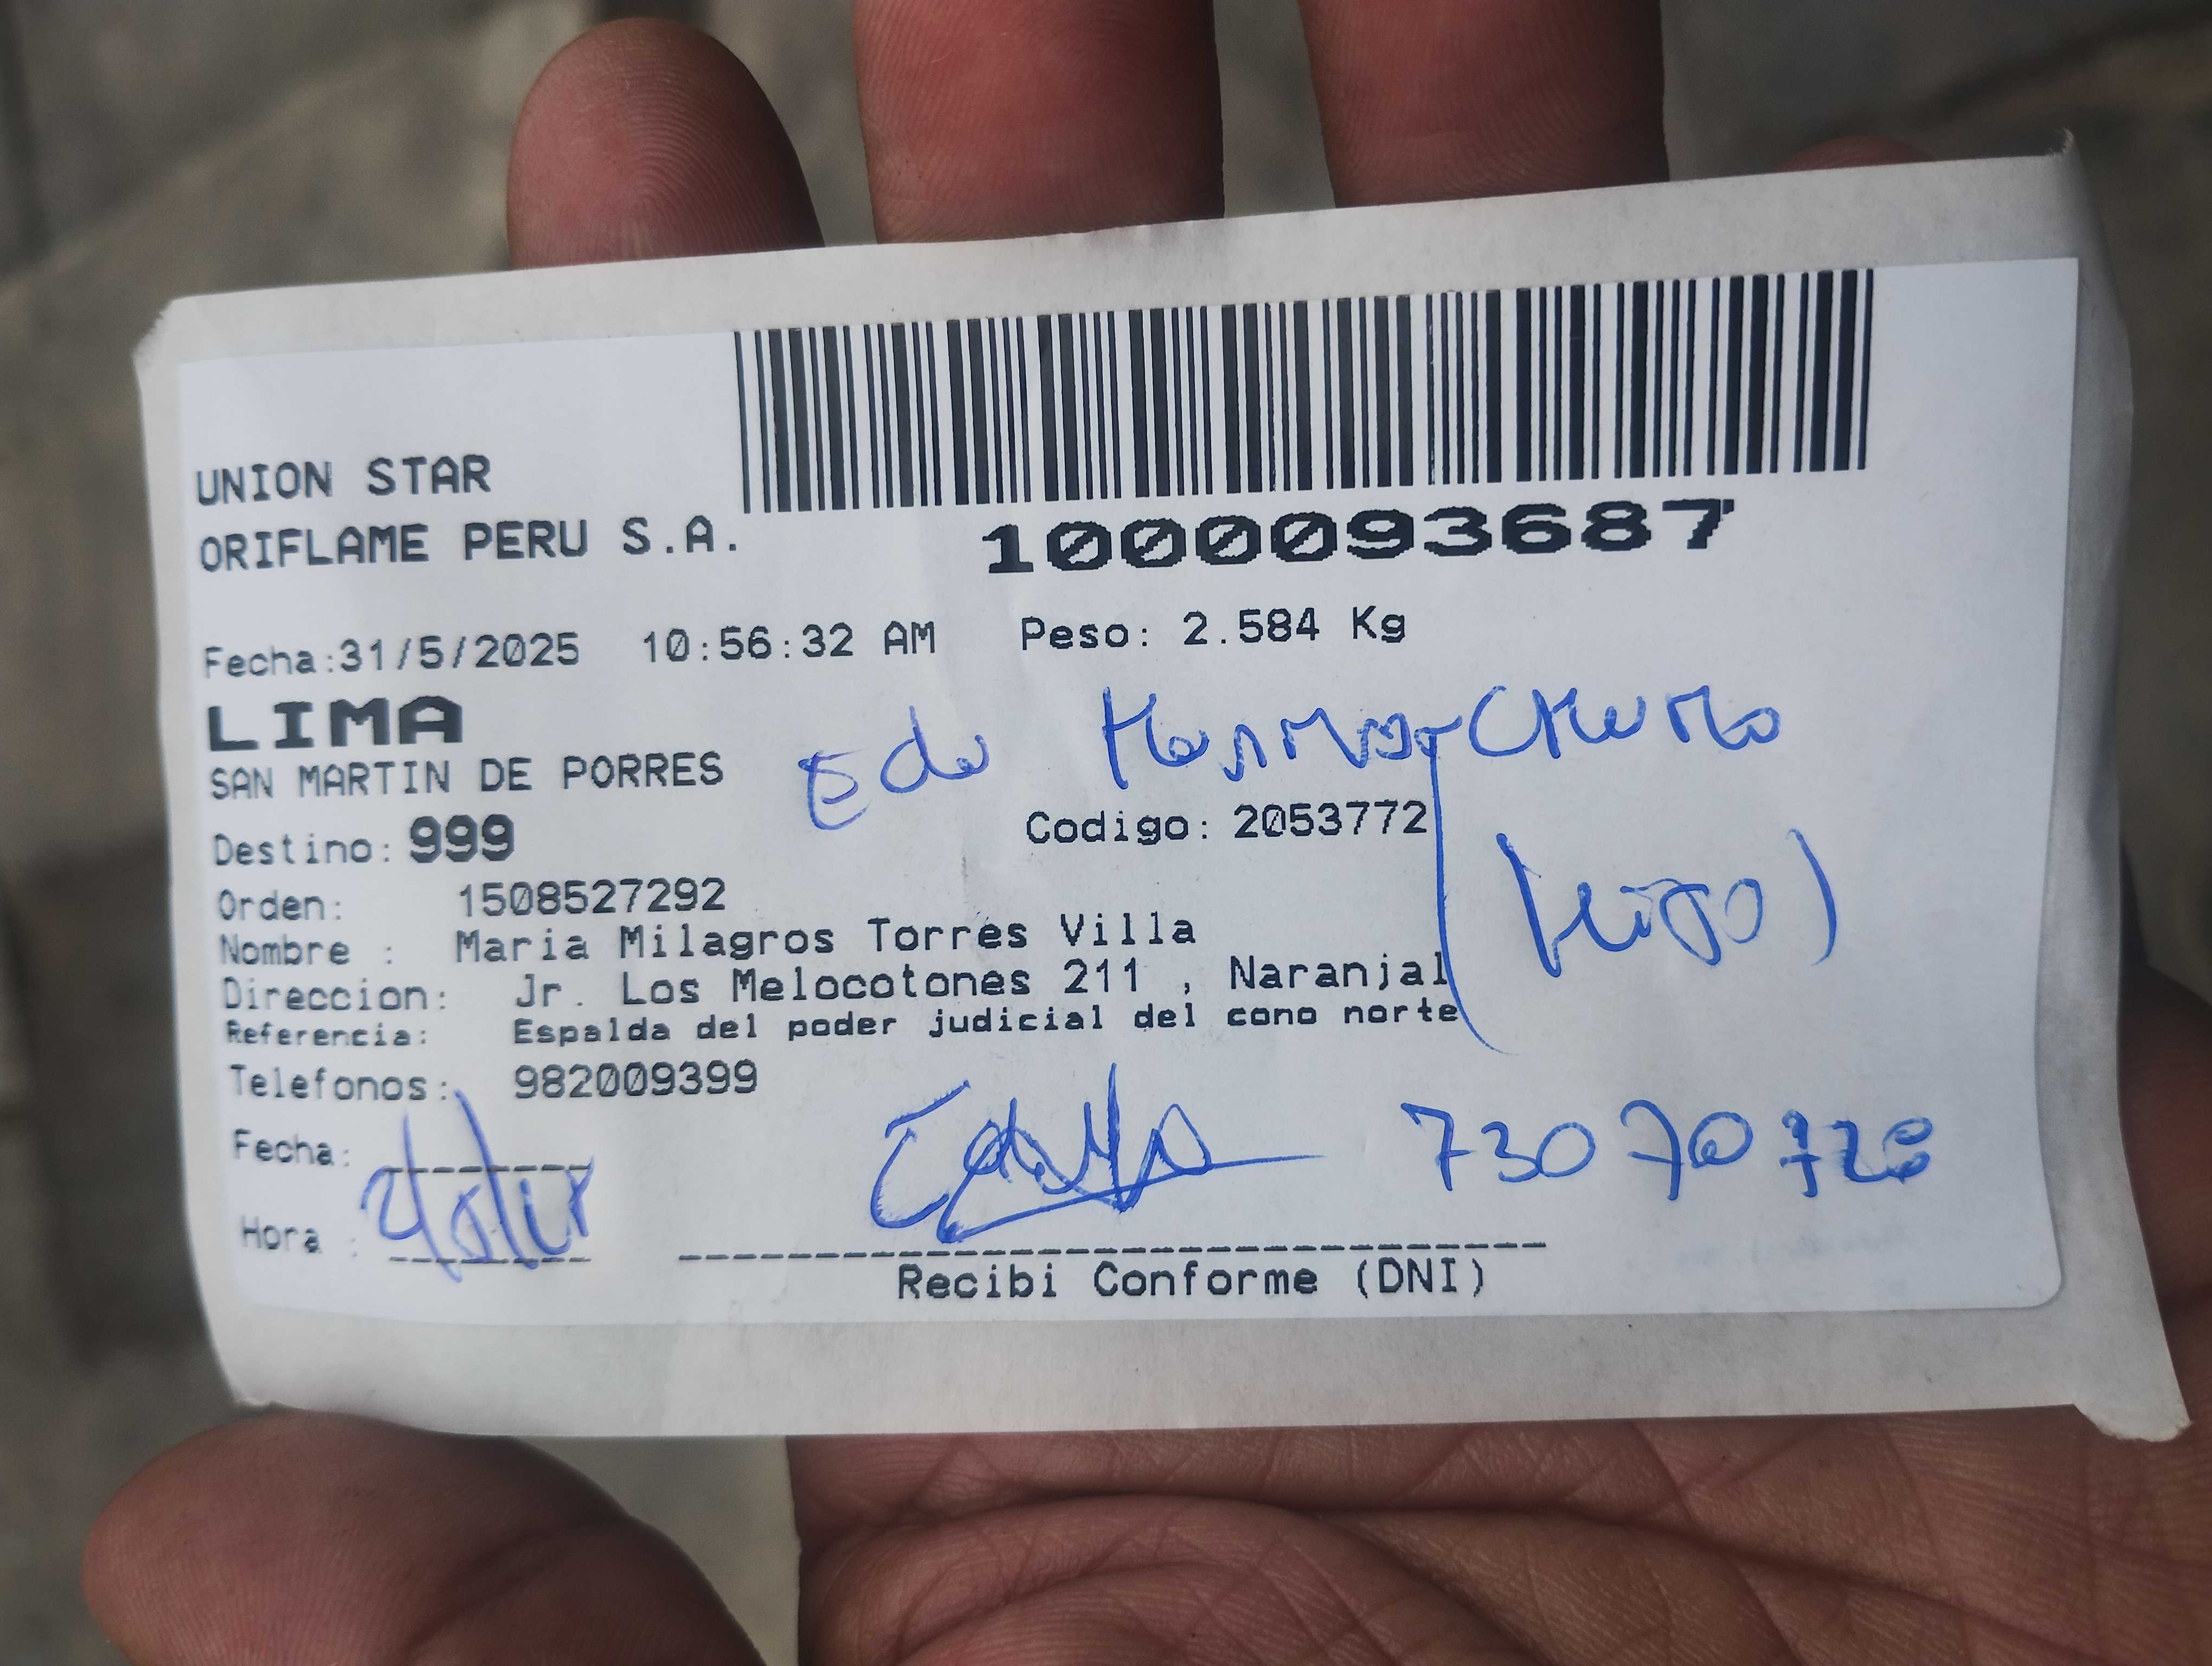 UNION STAR
ORIFLAME PERU S.A.
1000093687
Fecha:31/5/2025 10:56:32 AM Peso: 2.584 Kg
LIMA
SAN MARTIN DE PORRES
Destino: 999
Codigo: 2053772
Orden: 1508527292
Nombre : Maria Milagros Torres Villa
(Hijo)
Direccion: Jr. Los Melocotones 211 , Naranjal
Referencia: Espalda del poder judicial del cono norte
Telefonos: 982009399
Fecha:
Hora :
Recibi Conforme (DNI)